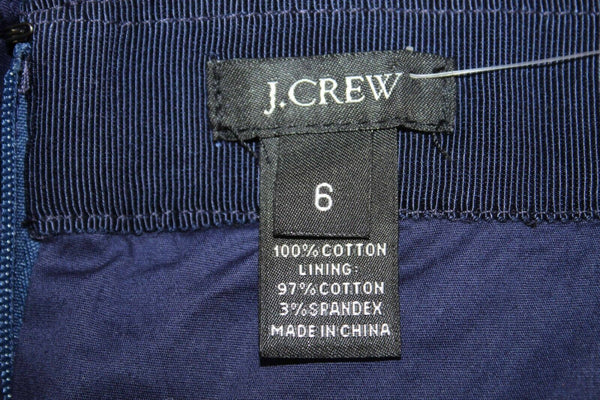 J.CREW
6
100% COTTON
LINING:
97% COTTON
3% SPANDEX
MADE IN CHINA